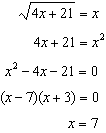 √(4x + 21) = x
4x + 21 = x²
x² − 4x − 21 = 0
(x − 7)(x + 3) = 0
x = 7